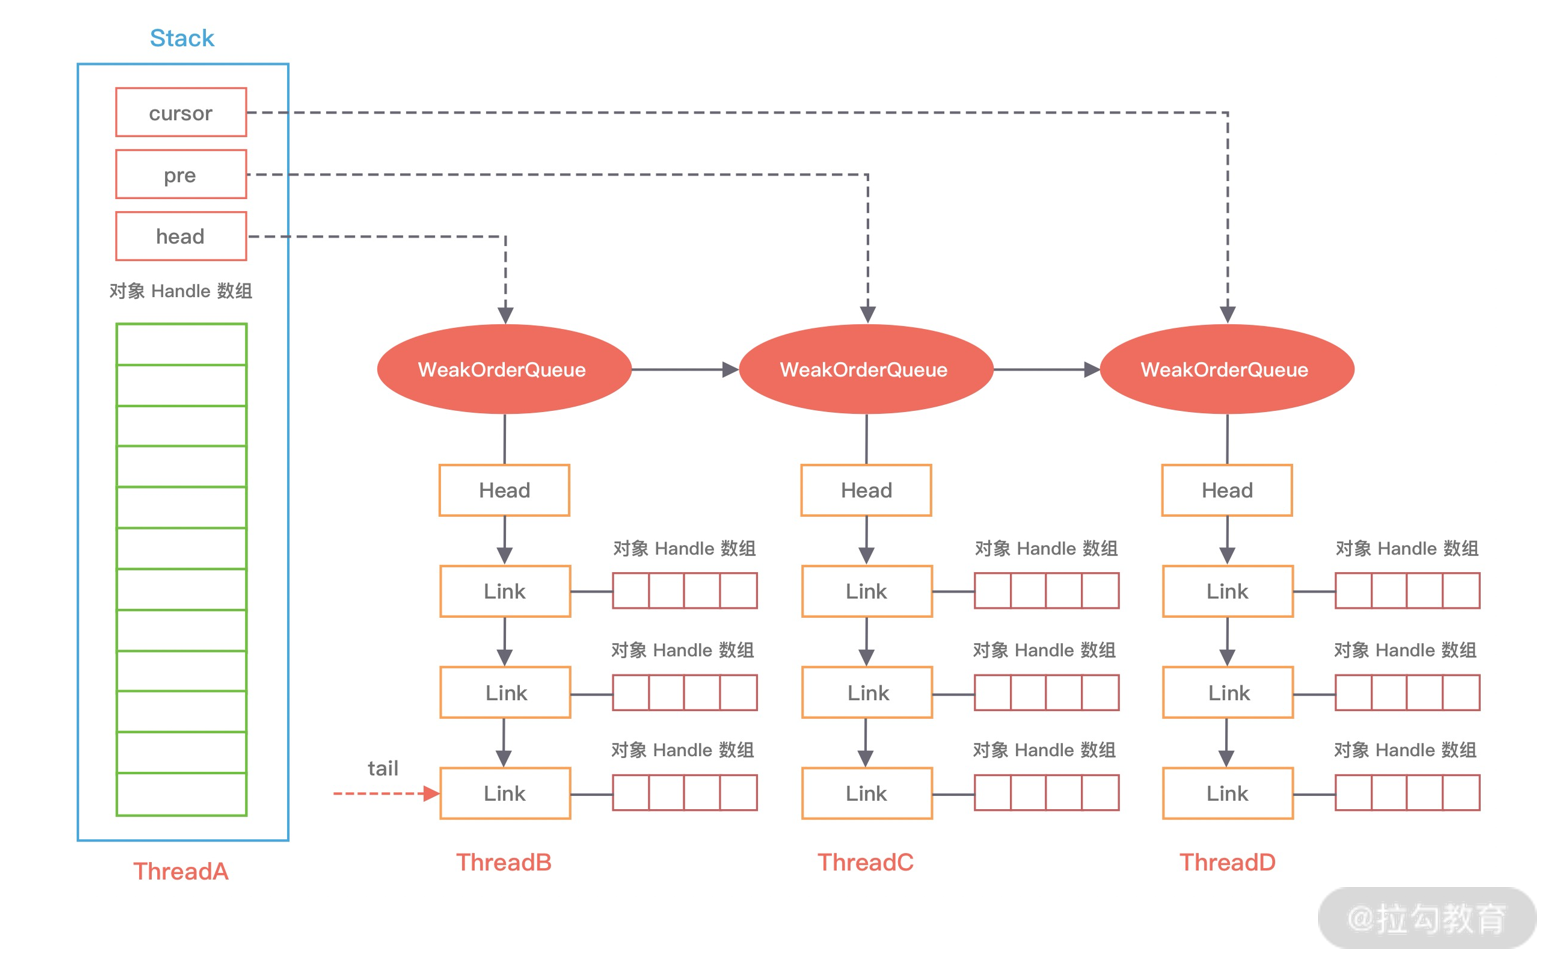 Stack
cursor
pre
head
对象 Handle 数组
WeakOrderQueue
WeakOrderQueue
WeakOrderQueue
Head
Head
Head
对象 Handle 数组
对象 Handle 数组
对象 Handle 数组
Link
Link
Link
对象 Handle 数组
对象 Handle 数组
对象 Handle 数组
Link
Link
Link
对象 Handle 数组
对象 Handle 数组
对象 Handle 数组
tail
Link
Link
Link
ThreadA
ThreadB
ThreadC
ThreadD
@拉勾教育